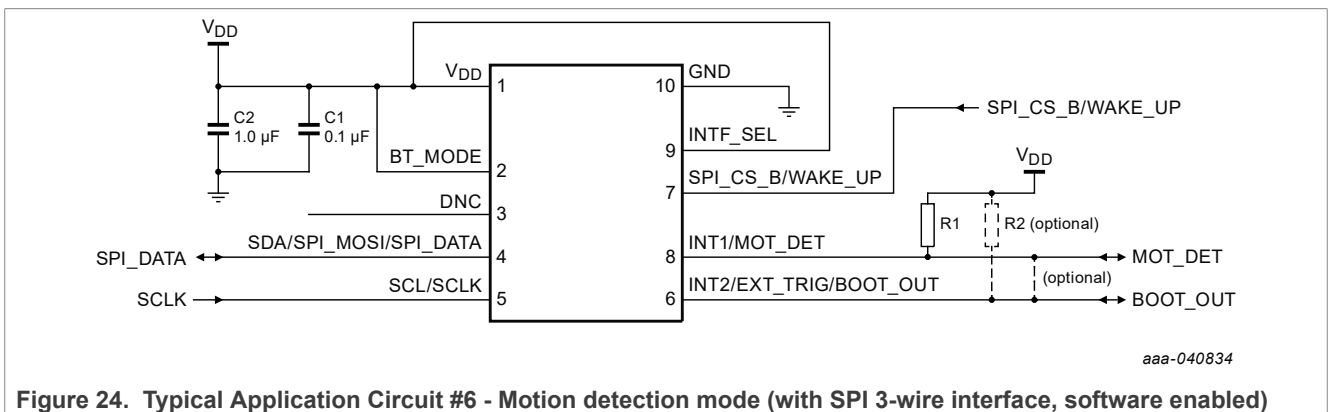 VDD
C2
1.0 µF
C1
0.1 µF
VDD
1
BT_MODE
2
DNC
3
SDA/SPI_MOSI/SPI_DATA
4
SPI_DATA
SCL/SCLK
5
SCLK
10
GND
INTF_SEL
9
SPI_CS_B/WAKE_UP
7
SPI_CS_B/WAKE_UP
VDD
R1
R2 (optional)
INT1/MOT_DET
8
MOT_DET
(optional)
INT2/EXT_TRIG/BOOT_OUT
6
BOOT_OUT
aaa-040834
Figure 24. Typical Application Circuit #6 - Motion detection mode (with SPI 3-wire interface, software enabled)